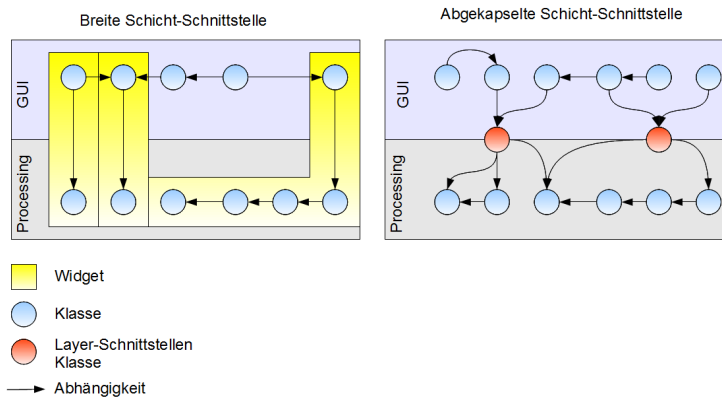 Breite Schicht-Schnittstelle
Abgekapselte Schicht-Schnittstelle
GUI
Processing
GUI
Processing
Widget
Klasse
Layer-Schnittstellen
Klasse
Abhängigkeit